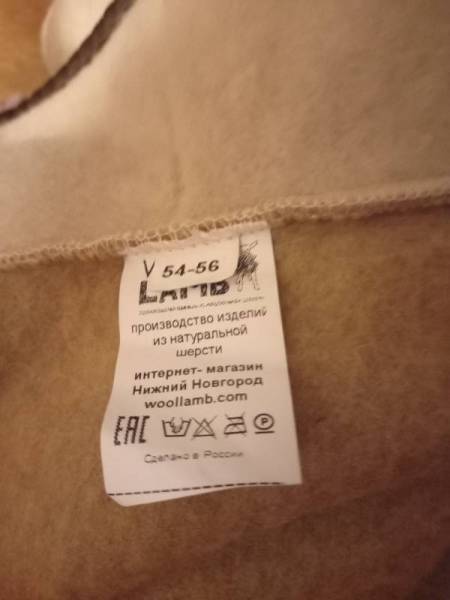 54-56
LAMB
производство изделий
из натуральной
шерсти
интернет- магазин
Нижний Новгород
woollamb.com
EAC
P
Сделано в России